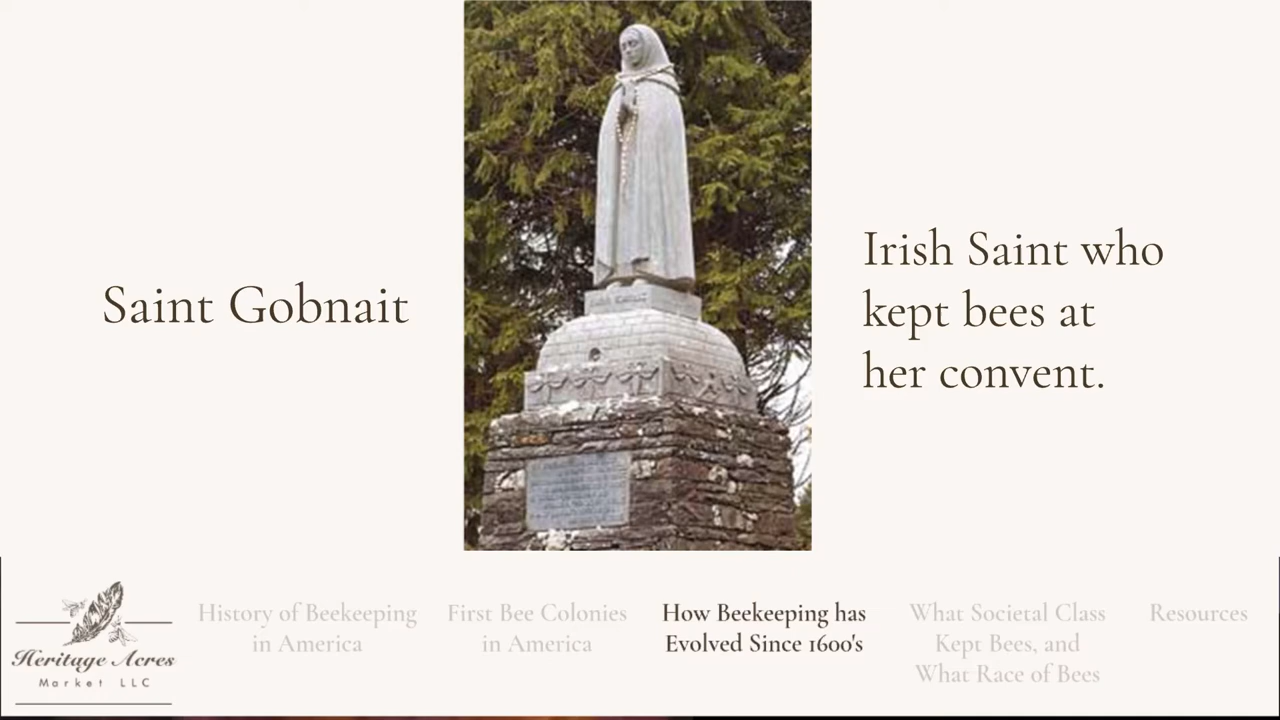 Saint Gobnait
Irish Saint who
kept bees at
her convent.
Heritage Acres
Market LLC
History of Beekeeping
in America
First Bee Colonies
in America
How Beekeeping has
Evolved Since 1600's
What Societal Class
Kept Bees, and
What Race of Bees
Resources